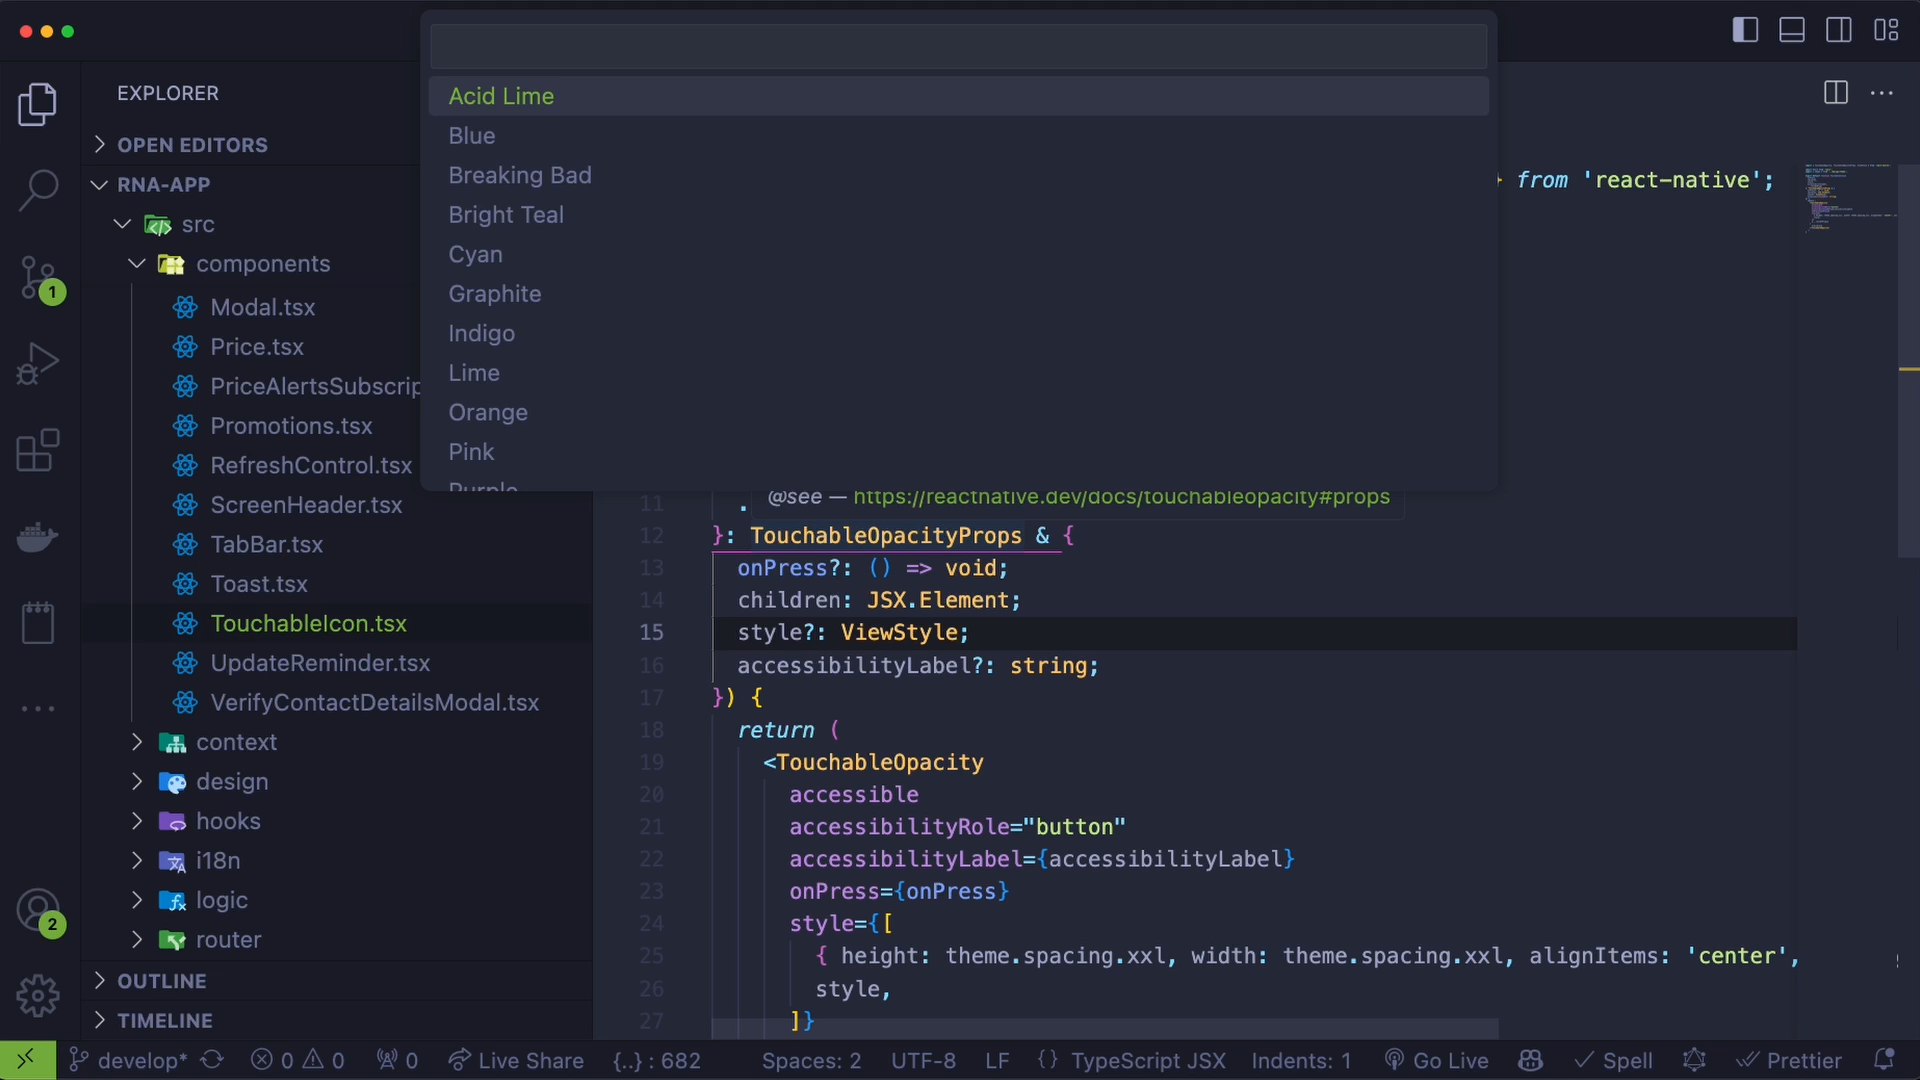 EXPLORER
OPEN EDITORS
RNA-APP
src
components
Modal.tsx
Price.tsx
PriceAlertsSubscrip
Promotions.tsx
RefreshControl.tsx
ScreenHeader.tsx
TabBar.tsx
Toast.tsx
TouchableIcon.tsx
UpdateReminder.tsx
VerifyContactDetailsModal.tsx
context
design
hooks
i18n
logic
router
OUTLINE
TIMELINE
1
2
Acid Lime
Blue
Breaking Bad
Bright Teal
Cyan
Graphite
Indigo
Lime
Orange
Pink
Purple
from 'react-native';
@see — https://reactnative.dev/docs/touchableopacity#props
11 .
12 }: TouchableOpacityProps & {
13 onPress?: () => void;
14 children: JSX.Element;
15 style?: ViewStyle;
16 accessibilityLabel?: string;
17 }) {
18 return (
19 <TouchableOpacity
20 accessible
21 accessibilityRole="button"
22 accessibilityLabel={accessibilityLabel}
23 onPress={onPress}
24 style={[
25 { height: theme.spacing.xxl, width: theme.spacing.xxl, alignItems: 'center',
26 style,
27 ]}
develop* 0 0 0 Live Share {..} : 682 Spaces: 2 UTF-8 LF {} TypeScript JSX Indents: 1 Go Live Spell Prettier